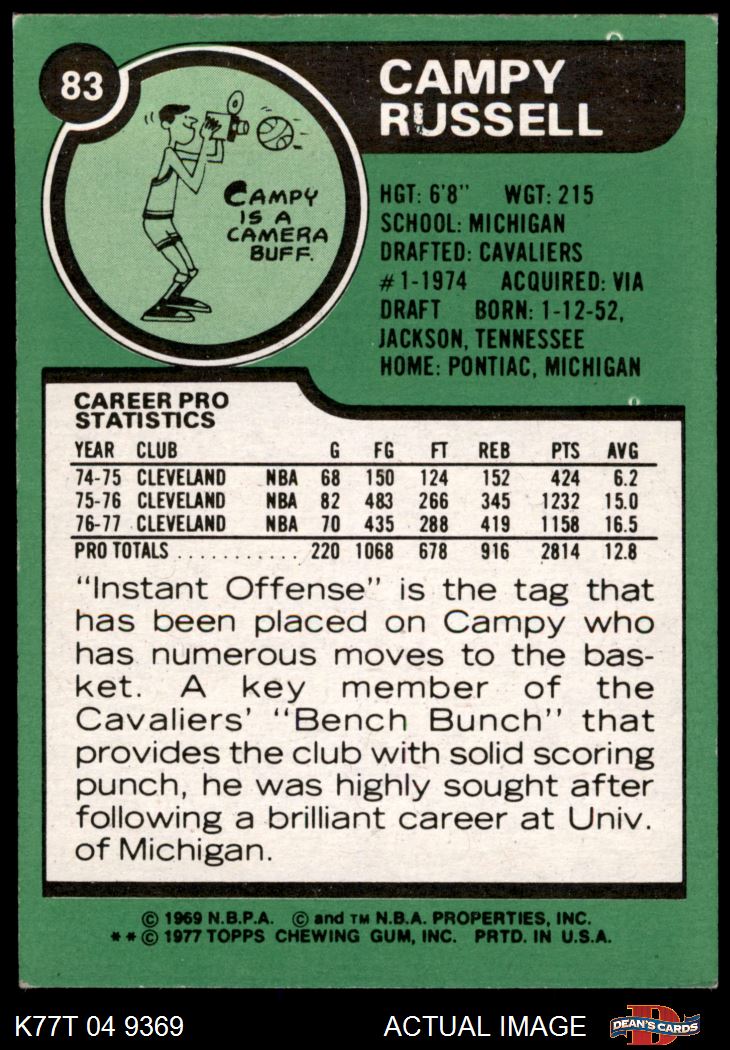 83
CAMPY
RUSSELL
CAMPY
IS A
CAMERA
BUFF.
HGT: 6'8" WGT: 215
SCHOOL: MICHIGAN
DRAFTED: CAVALIERS
#1-1974 ACQUIRED: VIA
DRAFT BORN: 1-12-52,
JACKSON, TENNESSEE
HOME: PONTIAC, MICHIGAN
CAREER PRO
STATISTICS
YEAR CLUB G FG FT REB PTS AVG
74-75 CLEVELAND NBA 68 150 124 152 424 6.2
75-76 CLEVELAND NBA 82 483 266 345 1232 15.0
76-77 CLEVELAND NBA 70 435 288 419 1158 16.5
PRO TOTALS . . . . . . . . . . . 220 1068 678 916 2814 12.8
"Instant Offense" is the tag that
has been placed on Campy who
has numerous moves to the bas-
ket. A key member of the
Cavaliers' "Bench Bunch" that
provides the club with solid scoring
punch, he was highly sought after
following a brilliant career at Univ.
of Michigan.
© 1969 N.B.P.A. © and TM N.B.A. PROPERTIES, INC.
**© 1977 TOPPS CHEWING GUM, INC. PRTD. IN U.S.A.
K77T 04 9369 ACTUAL IMAGE
D
DEAN'S CARDS